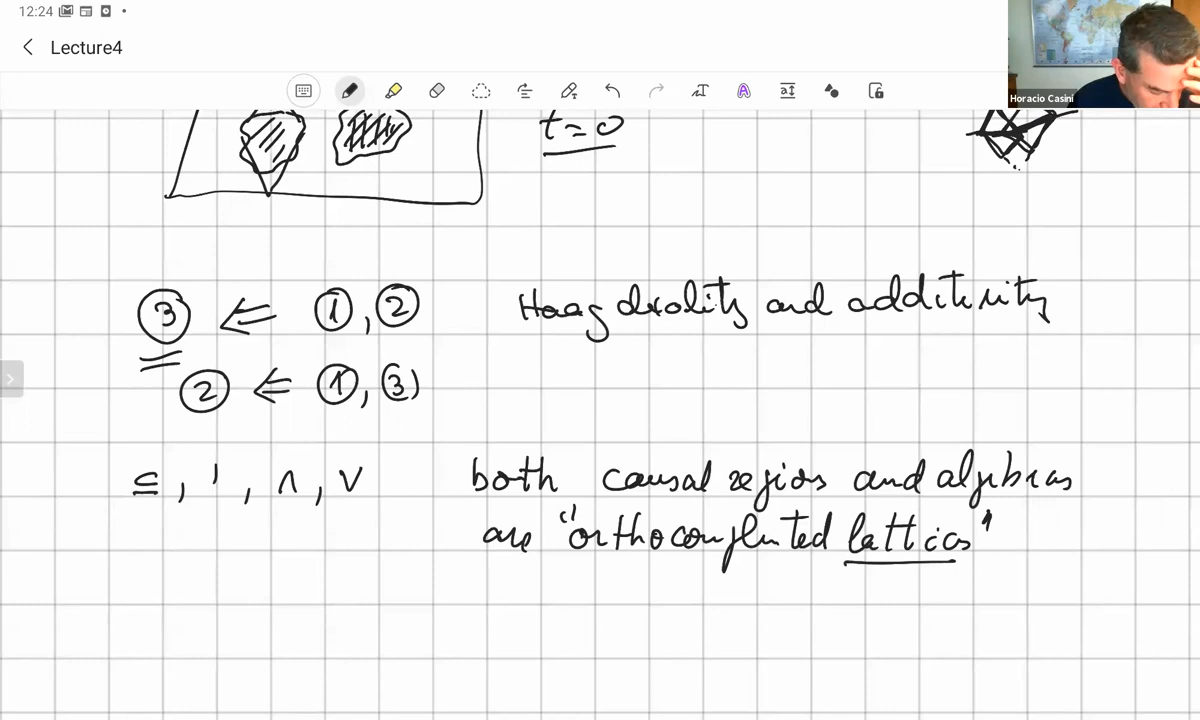 12:24
Lecture4
Horacio Casini
t=0
③ ⇐ ①, ② Haag duality and additivity
② ⇐ ①, ③
⊆, ', ∧, ∨ both causal regions and algebras
are "orthocomplemented lattices"